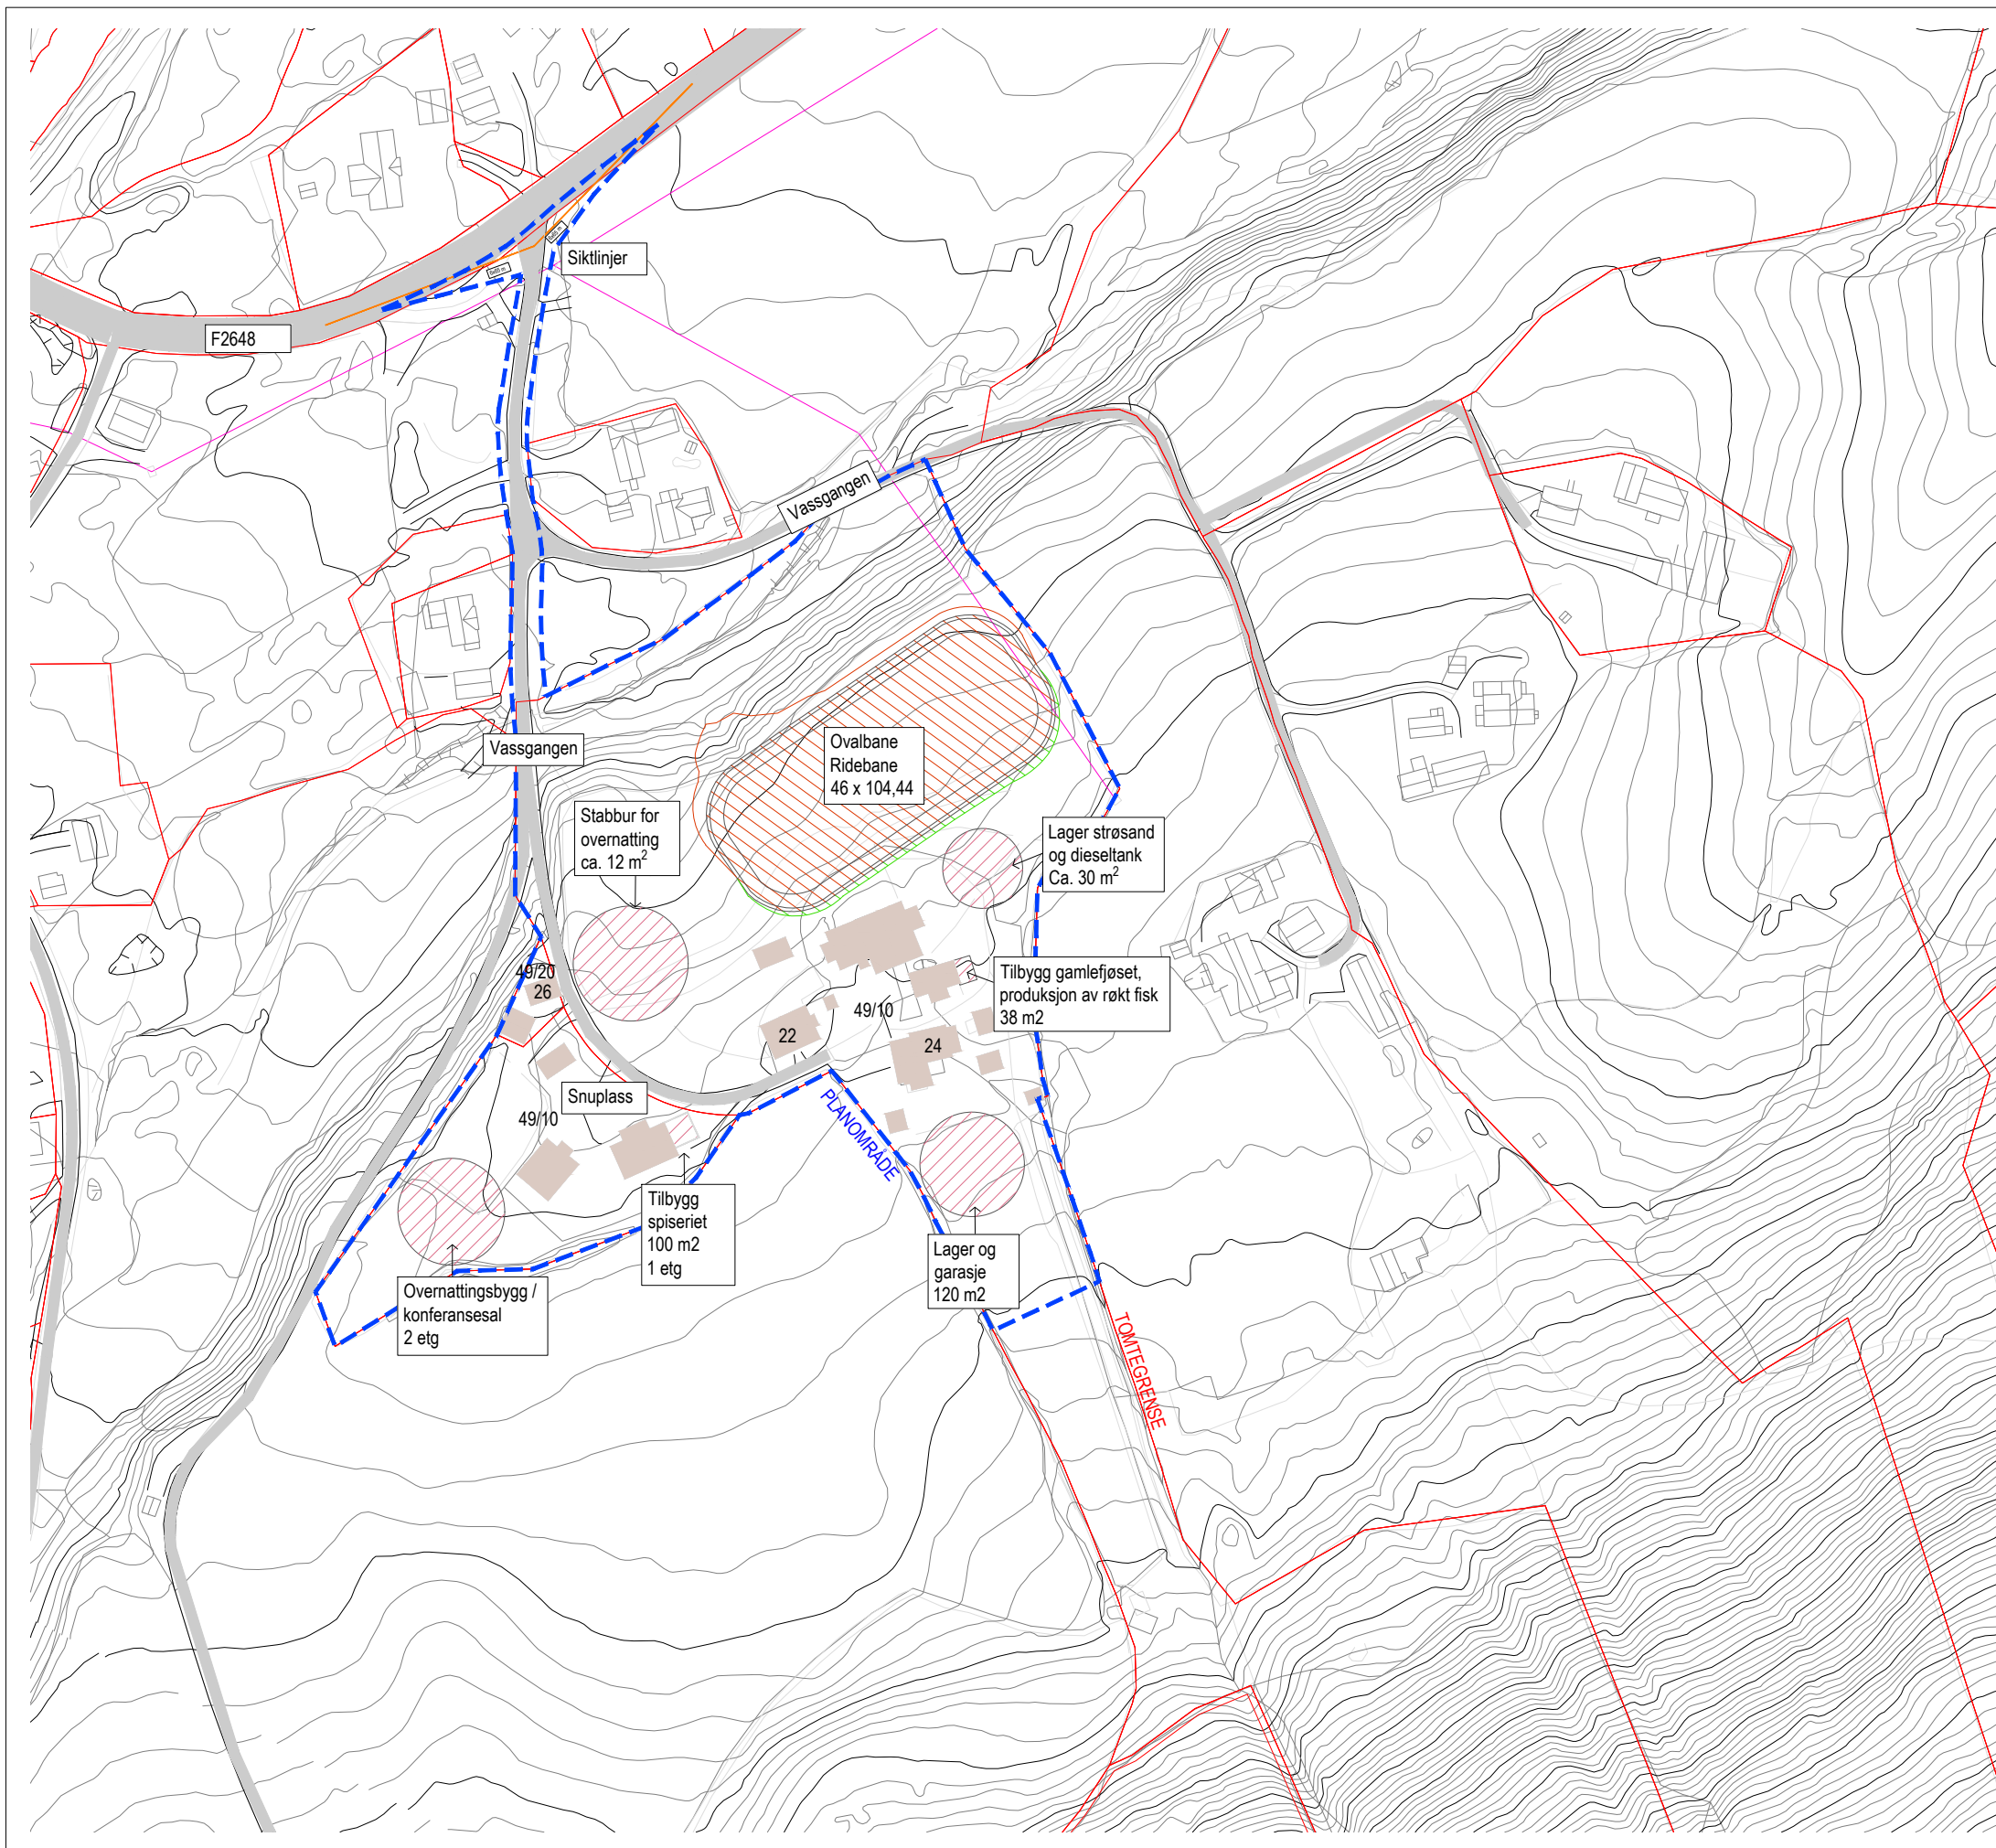 Siktlinjer
F2648
Vassgangen
Vassgangen
Ovalbane
Ridebane
46 x 104,44
Stabbur for
overnatting
ca. 12 m²
Lager strøsand
og dieseltank
Ca. 30 m²
Tilbygg gamlefjøset,
produksjon av røkt fisk
38 m2
49/20
26
49/10
22
24
Snuplass
49/10
PLANOMRÅDE
Tilbygg
spiseriet
100 m2
1 etg
Lager og
garasje
120 m2
Overnattingsbygg /
konferansesal
2 etg
TOMTEGRENSE